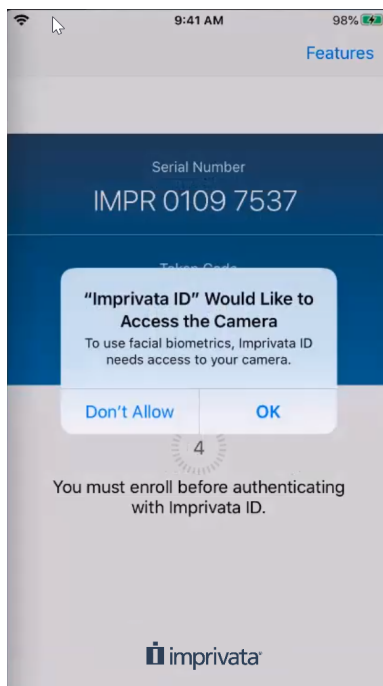 9:41 AM
98%
Features
Serial Number
IMPR 0109 7537
Token Code
“Imprivata ID” Would Like to
Access the Camera
To use facial biometrics, Imprivata ID
needs access to your camera.
Don’t Allow
OK
4
You must enroll before authenticating
with Imprivata ID.
imprivata